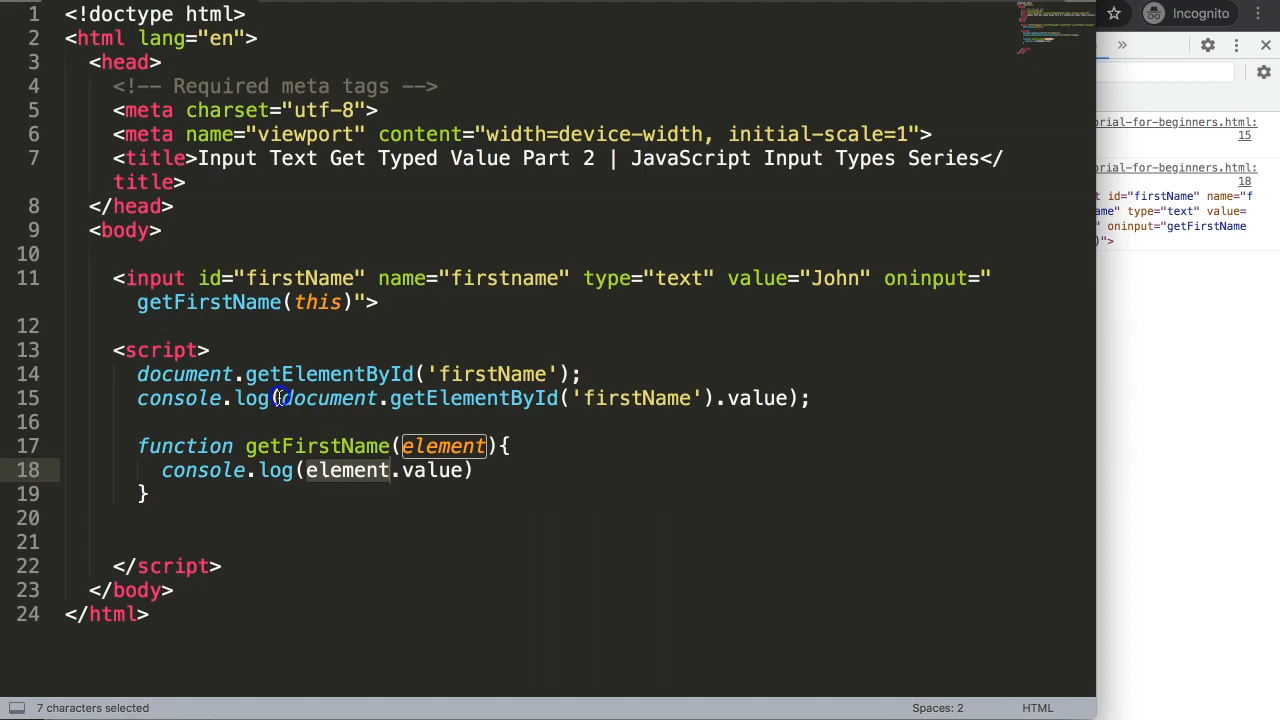 1 <!doctype html>
2 <html lang="en">
3 <head>
4 <!-- Required meta tags -->
5 <meta charset="utf-8">
6 <meta name="viewport" content="width=device-width, initial-scale=1">
7 <title>Input Text Get Typed Value Part 2 | JavaScript Input Types Series</
title>
8 </head>
9 <body>
10
11 <input id="firstName" name="firstname" type="text" value="John" oninput="
getFirstName(this)">
12
13 <script>
14 document.getElementById('firstName');
15 console.log(document.getElementById('firstName').value);
16
17 function getFirstName(element){
18 console.log(element.value)
19 }
20
21
22 </script>
23 </body>
24 </html>
7 characters selected
Spaces: 2
HTML
Incognito
orial-for-beginners.html:
15
orial-for-beginners.html:
18
t id="firstName" name="f
ame" type="text" value=
" oninput="getFirstName
)">